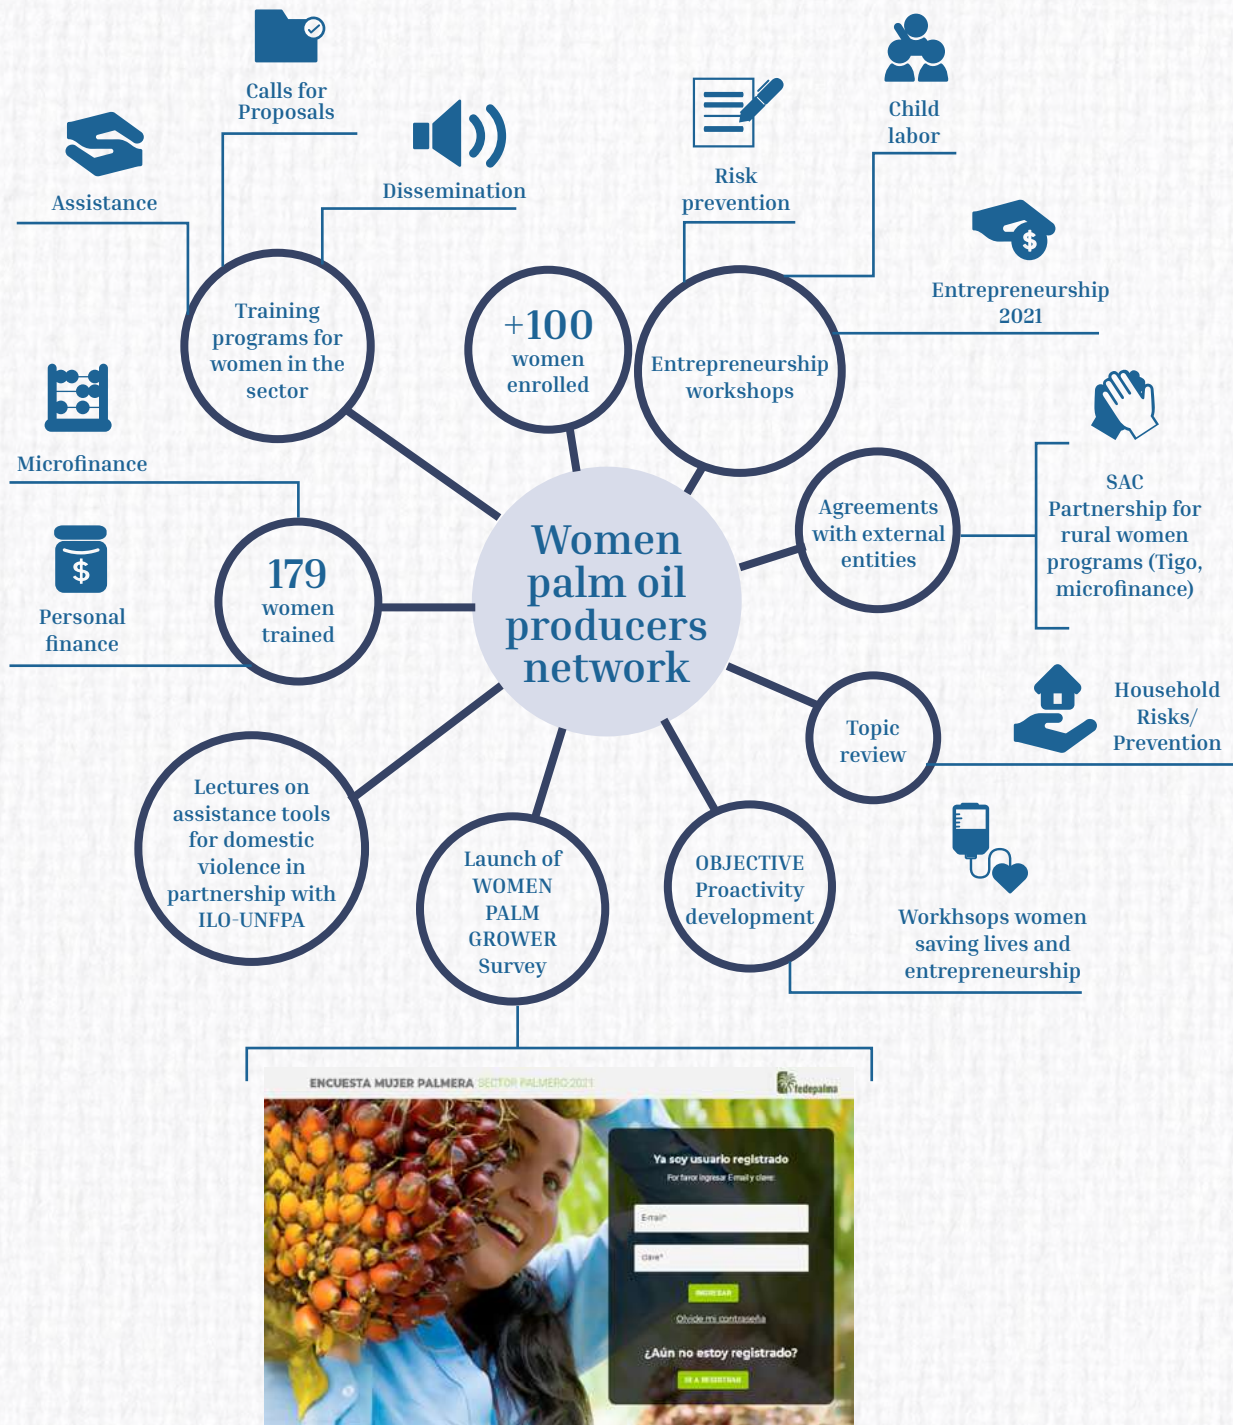 Calls for
Proposals
Assistance
Dissemination
Risk
prevention
Child
labor
Entrepreneurship
2021
Training
programs for
women in the
sector
+100
women
enrolled
Entrepreneurship
workshops
Microfinance
Personal
finance
179
women
trained
Agreements
with external
entities
SAC
Partnership for
rural women
programs (Tigo,
microfinance)
Women
palm oil
producers
network
Topic
review
Household
Risks/
Prevention
Lectures on
assistance tools
for domestic
violence in
partnership with
ILO-UNFPA
Launch of
WOMEN
PALM
GROWER
Survey
OBJECTIVE
Proactivity
development
Workhsops women
saving lives and
entrepreneurship
ENCUESTA MUJER PALMERA SECTOR PALMERO 2021
fedepalma
Ya soy usuario registrado
Por favor ingresar E-mail y clave:
E-mail*
clave*
INGRESAR
Olvide mi contraseña
¿Aún no estoy registrado?
IR A REGISTRAR